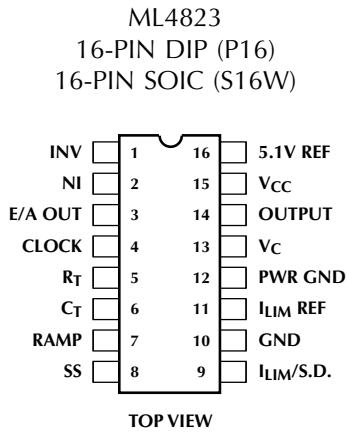 ML4823
16-PIN DIP (P16)
16-PIN SOIC (S16W)
INV 1 16 5.1V REF
NI 2 15 VCC
E/A OUT 3 14 OUTPUT
CLOCK 4 13 VC
RT 5 12 PWR GND
CT 6 11 ILIM REF
RAMP 7 10 GND
SS 8 9 ILIM/S.D.
TOP VIEW